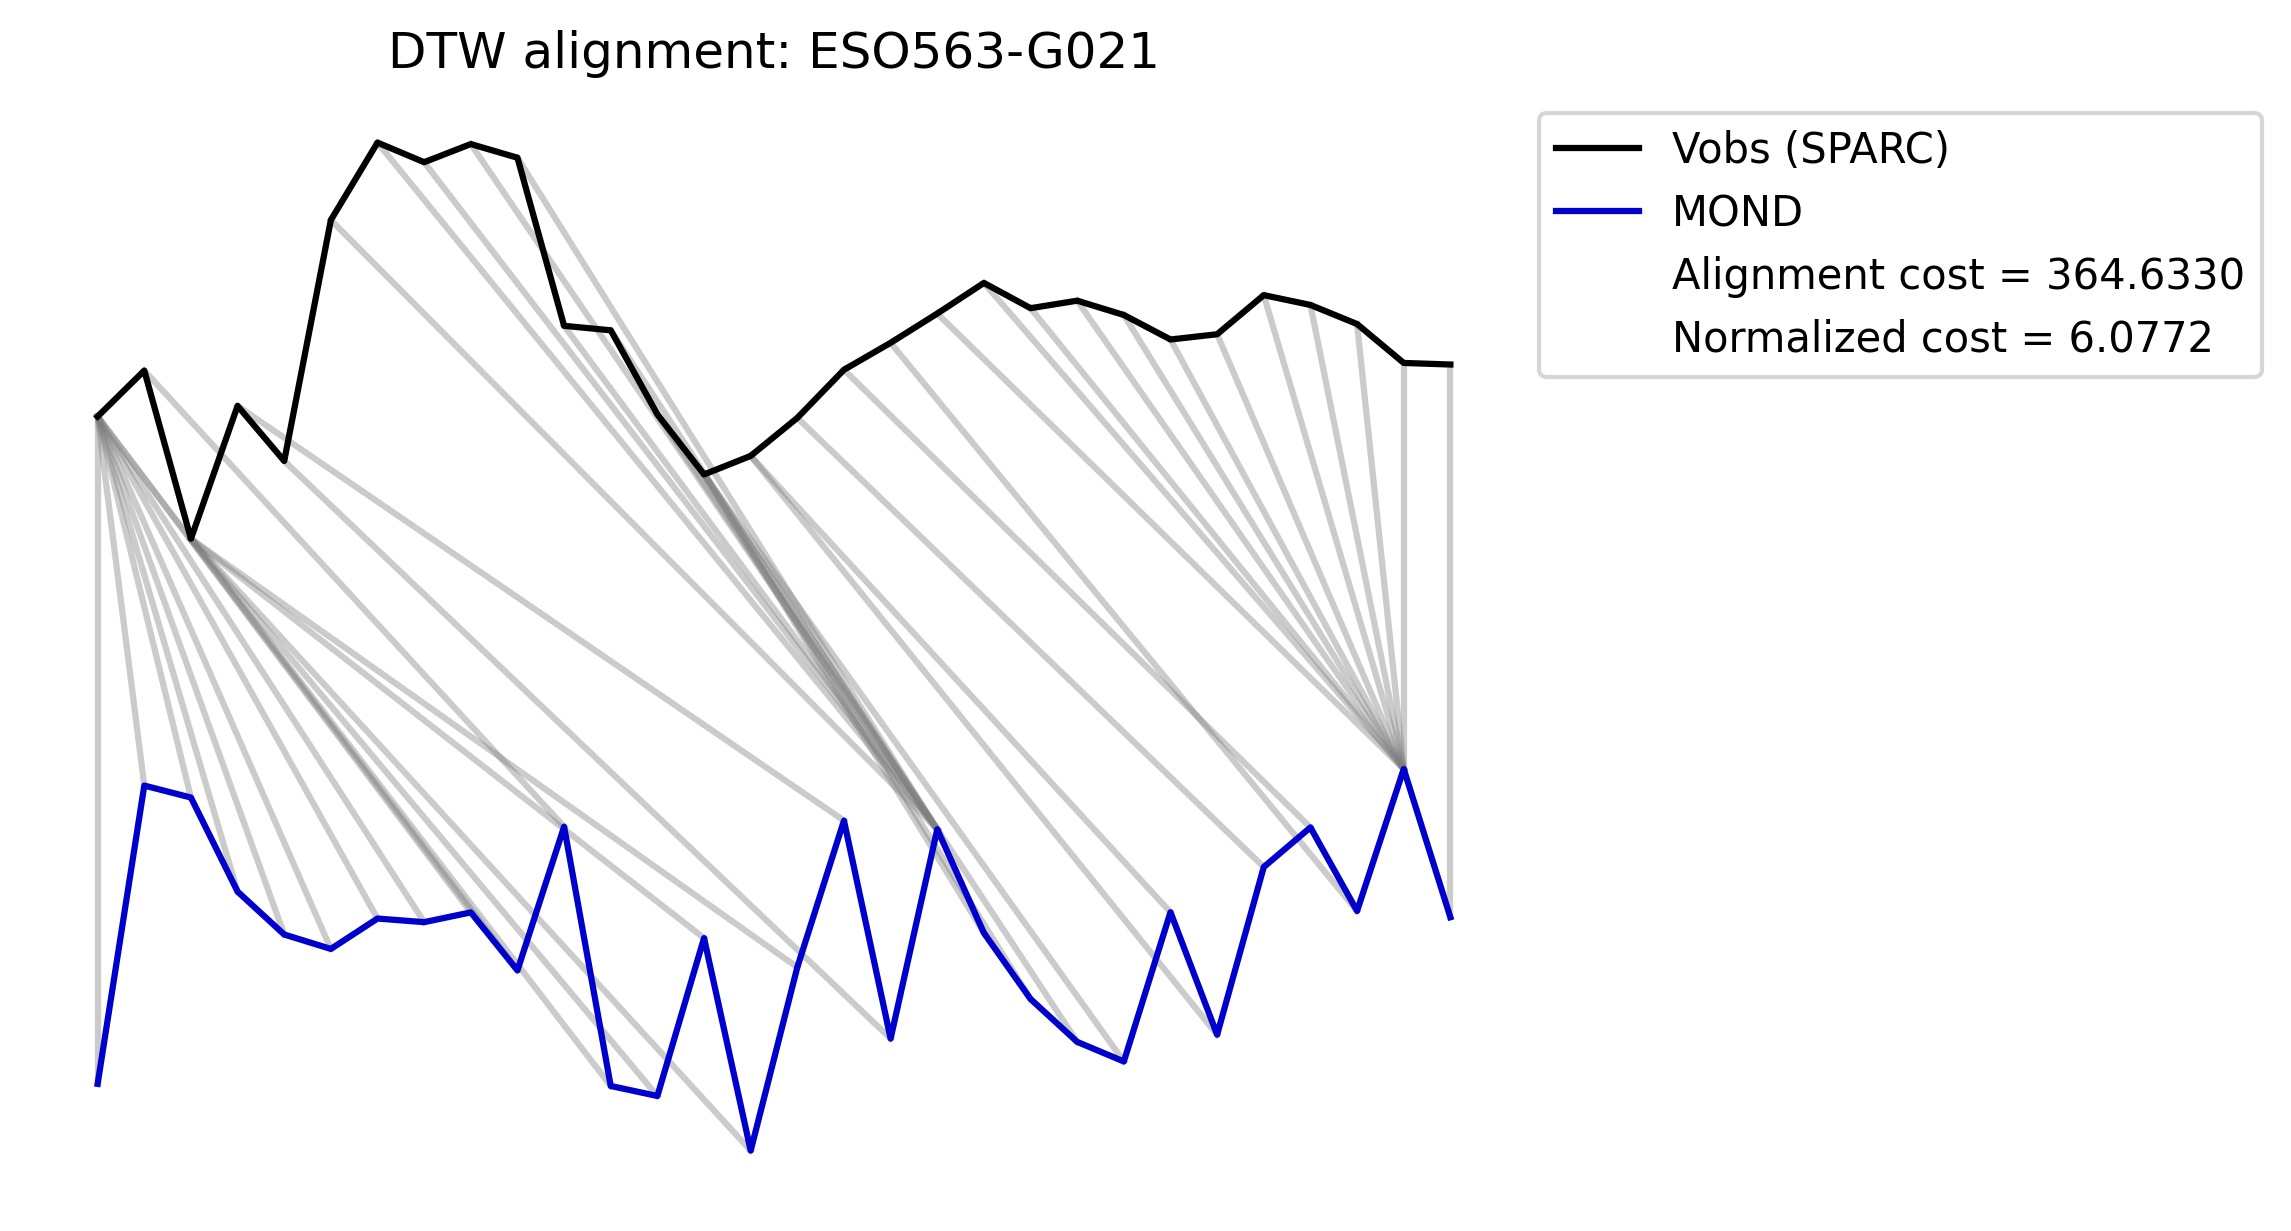 DTW alignment: ESO563-G021
Vobs (SPARC)
MOND
Alignment cost = 364.6330
Normalized cost = 6.0772